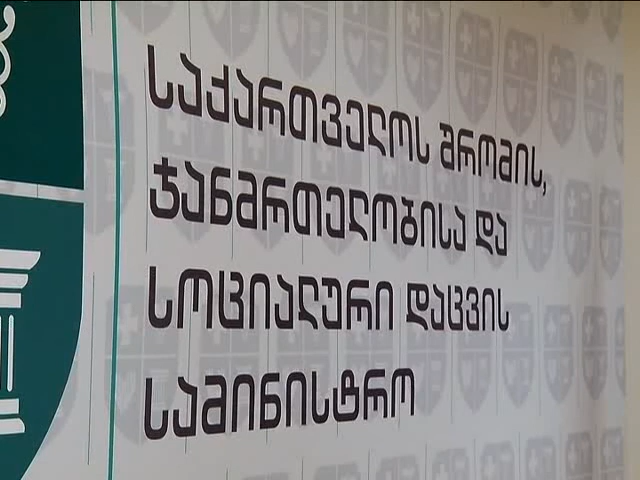 საქართველოს შრომის,
ჯანმრთელობისა და
სოციალური დაცვის
სამინისტრო